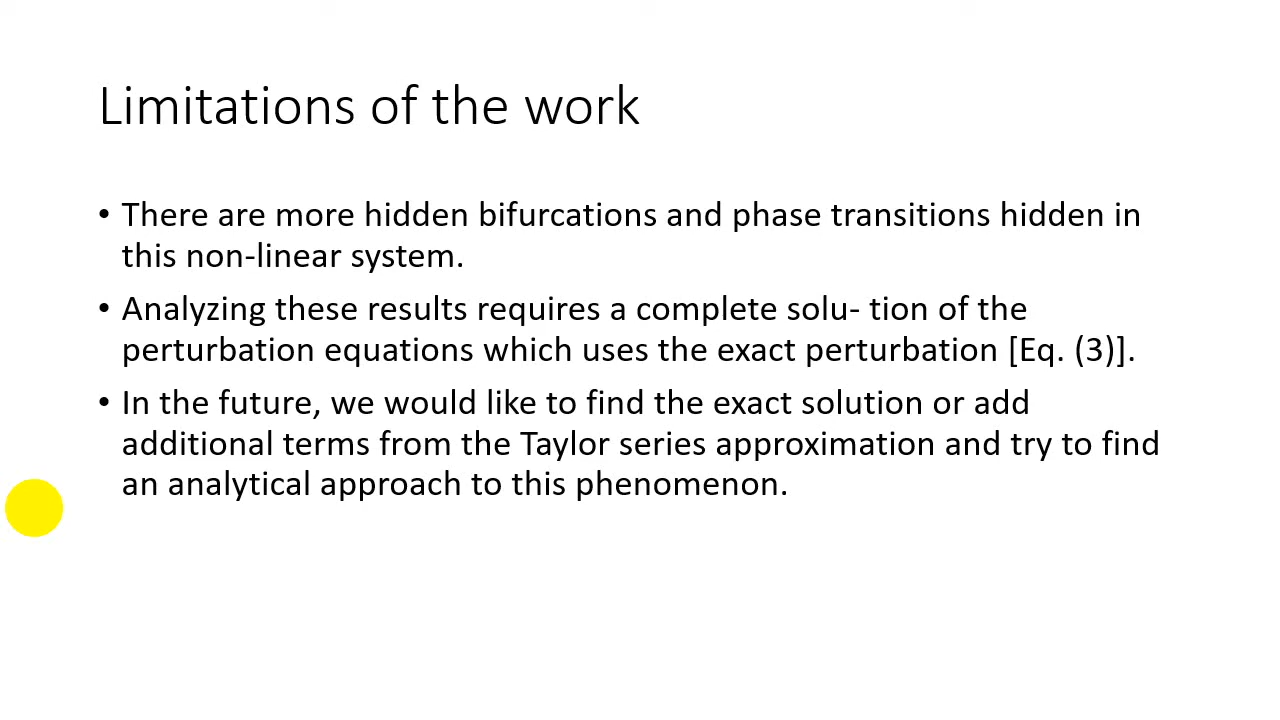 Limitations of the work
• There are more hidden bifurcations and phase transitions hidden in
this non-linear system.
• Analyzing these results requires a complete solu- tion of the
perturbation equations which uses the exact perturbation [Eq. (3)].
• In the future, we would like to find the exact solution or add
additional terms from the Taylor series approximation and try to find
an analytical approach to this phenomenon.